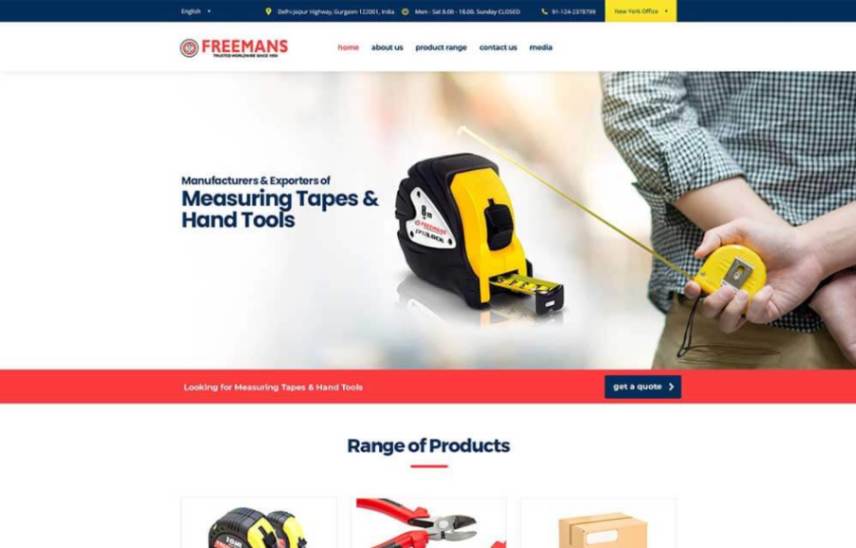 English
Delhi-Jaipur Highway, Gurgaon 122001, India
Mon - Sat 8.00 - 18.00. Sunday CLOSED
91-124-2378799
New York Office
FREEMANS
TRUSTED WORLDWIDE SINCE 1950
home about us product range contact us media
Manufacturers & Exporters of
Measuring Tapes &
Hand Tools
FREEMANS
Looking for Measuring Tapes & Hand Tools
get a quote
Range of Products